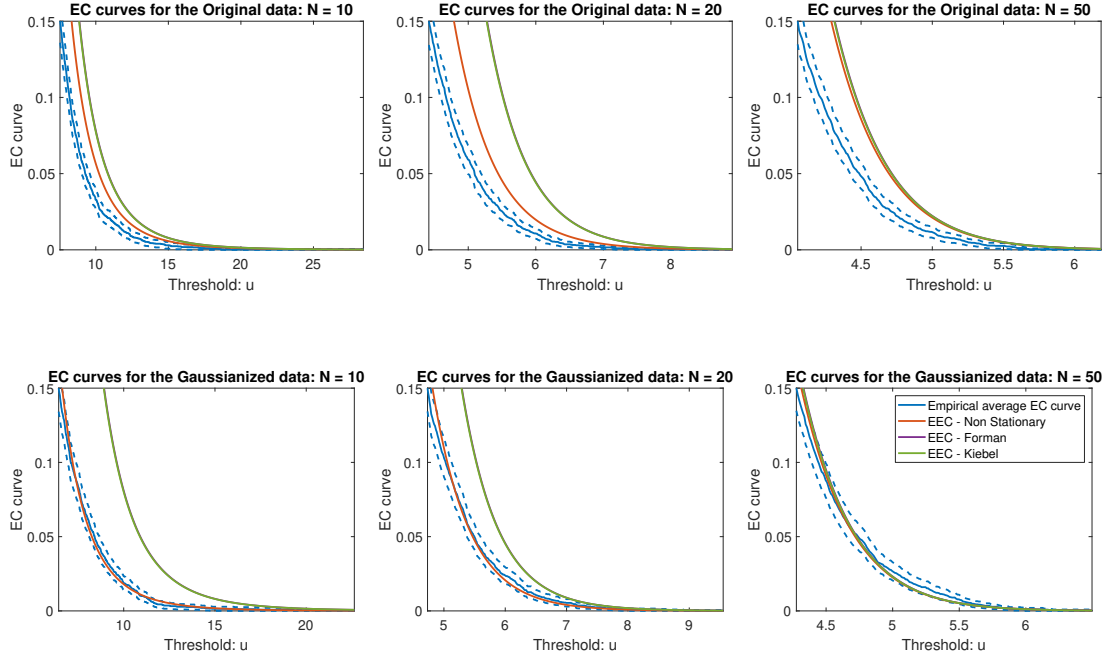 EC curves for the Original data: N = 10
EC curves for the Original data: N = 20
EC curves for the Original data: N = 50
0.15
0.1
0.05
0
EC curve
10 15 20 25
Threshold: u
0.15
0.1
0.05
0
EC curve
5 6 7 8
Threshold: u
0.15
0.1
0.05
0
EC curve
4.5 5 5.5 6
Threshold: u
EC curves for the Gaussianized data: N = 10
EC curves for the Gaussianized data: N = 20
EC curves for the Gaussianized data: N = 50
0.15
0.1
0.05
0
EC curve
10 15 20
Threshold: u
0.15
0.1
0.05
0
EC curve
5 6 7 8 9
Threshold: u
0.15
0.1
0.05
0
EC curve
Empirical average EC curve
EEC - Non Stationary
EEC - Forman
EEC - Kiebel
4.5 5 5.5 6
Threshold: u